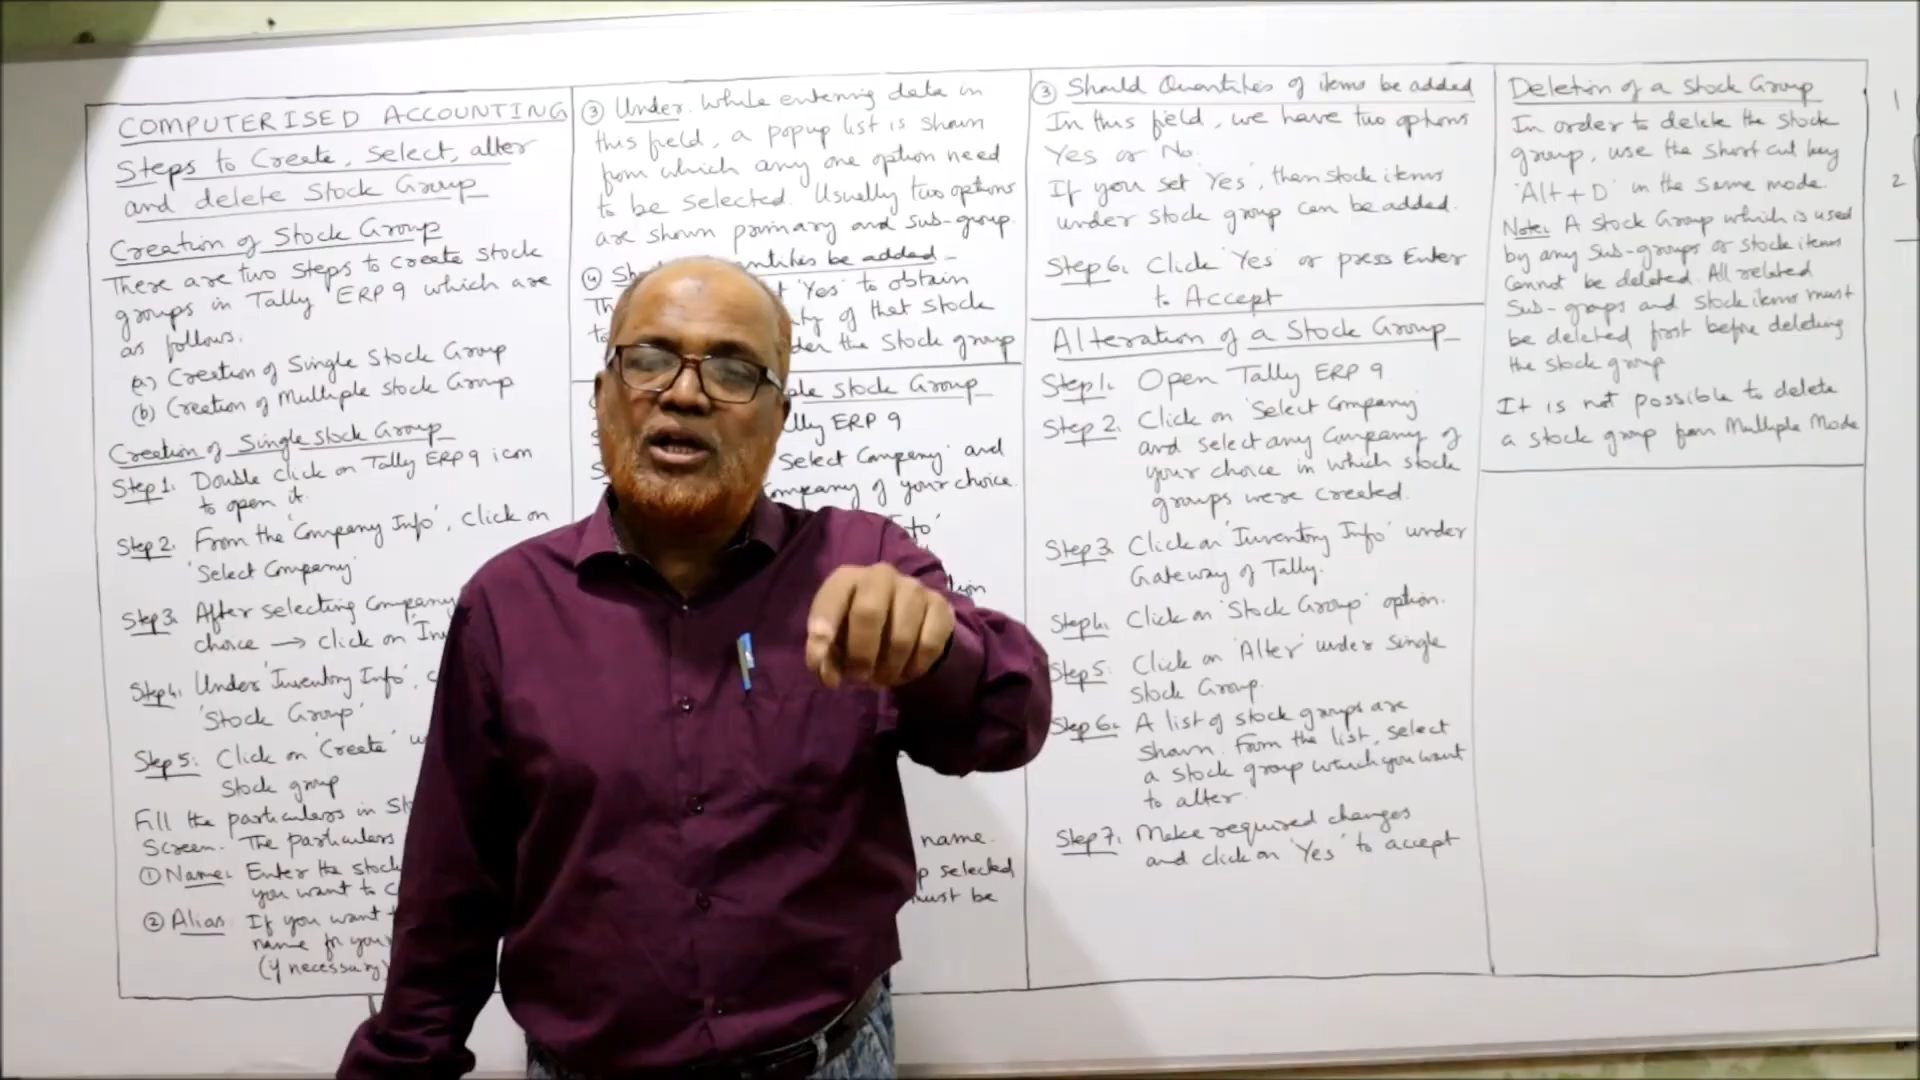 COMPUTERISED ACCOUNTING
Steps to Create, Select, alter
and delete Stock Group
Creation of Stock Group
There are two steps to create stock
groups in Tally ERP 9 which are
as follows.
(a) Creation of Single Stock Group
(b) Creation of Multiple stock Group
Creation of Single stock Group
Step 1. Double click on Tally ERP 9 icon
to open it.
Step 2. From the 'Company Info', Click on
'Select Company'
Step 3. After selecting Company
choice → click on
Step 4. Under 'Inventory Info',
'Stock Group'
Step 5: Click on 'Create'
Stock group
Fill the particulars in
Screen. The particulars
① Name: Enter the stock
you want to
② Alias. If you want
name for your
(if necessary)
③ Under. While entering data in
this field, a popup list is shown
from which any one option need
to be selected. Usually two options
are shown primary and sub-group.
④ be added
'Yes' to obtain
of that stock
the Stock group
Stock Group
ERP 9
Select Company' and
Company of your choice.
name.
selected
must be
③ Should Quantities of items be added
In this field, we have two options
Yes or No.
If you set 'Yes', then stock items
under stock group can be added.
Step 6. Click 'Yes' or press Enter
to Accept
Alteration of a Stock Group
Step 1. Open Tally ERP 9
Step 2. Click on 'Select Company'
and select any Company of
your choice in which stock
groups were created.
Step 3. Click on 'Inventory Info' under
Gateway of Tally.
Step 4. Click on 'Stock Group' option.
Step 5: Click on 'Alter' under Single
Stock Group.
Step 6. A list of stock groups are
shown. From the list, select
a stock group which you want
to alter.
Step 7. Make required changes
and click on 'Yes' to accept
Deletion of a Stock Group
In order to delete the stock
group, use the short cut key
'Alt + D' in the same mode.
Note: A Stock Group which is used
by any Sub-groups or stock items
Cannot be deleted. All related
Sub-groups and stock items must
be deleted first before deleting
the stock group
It is not possible to delete
a stock group from Multiple Mode
1
2